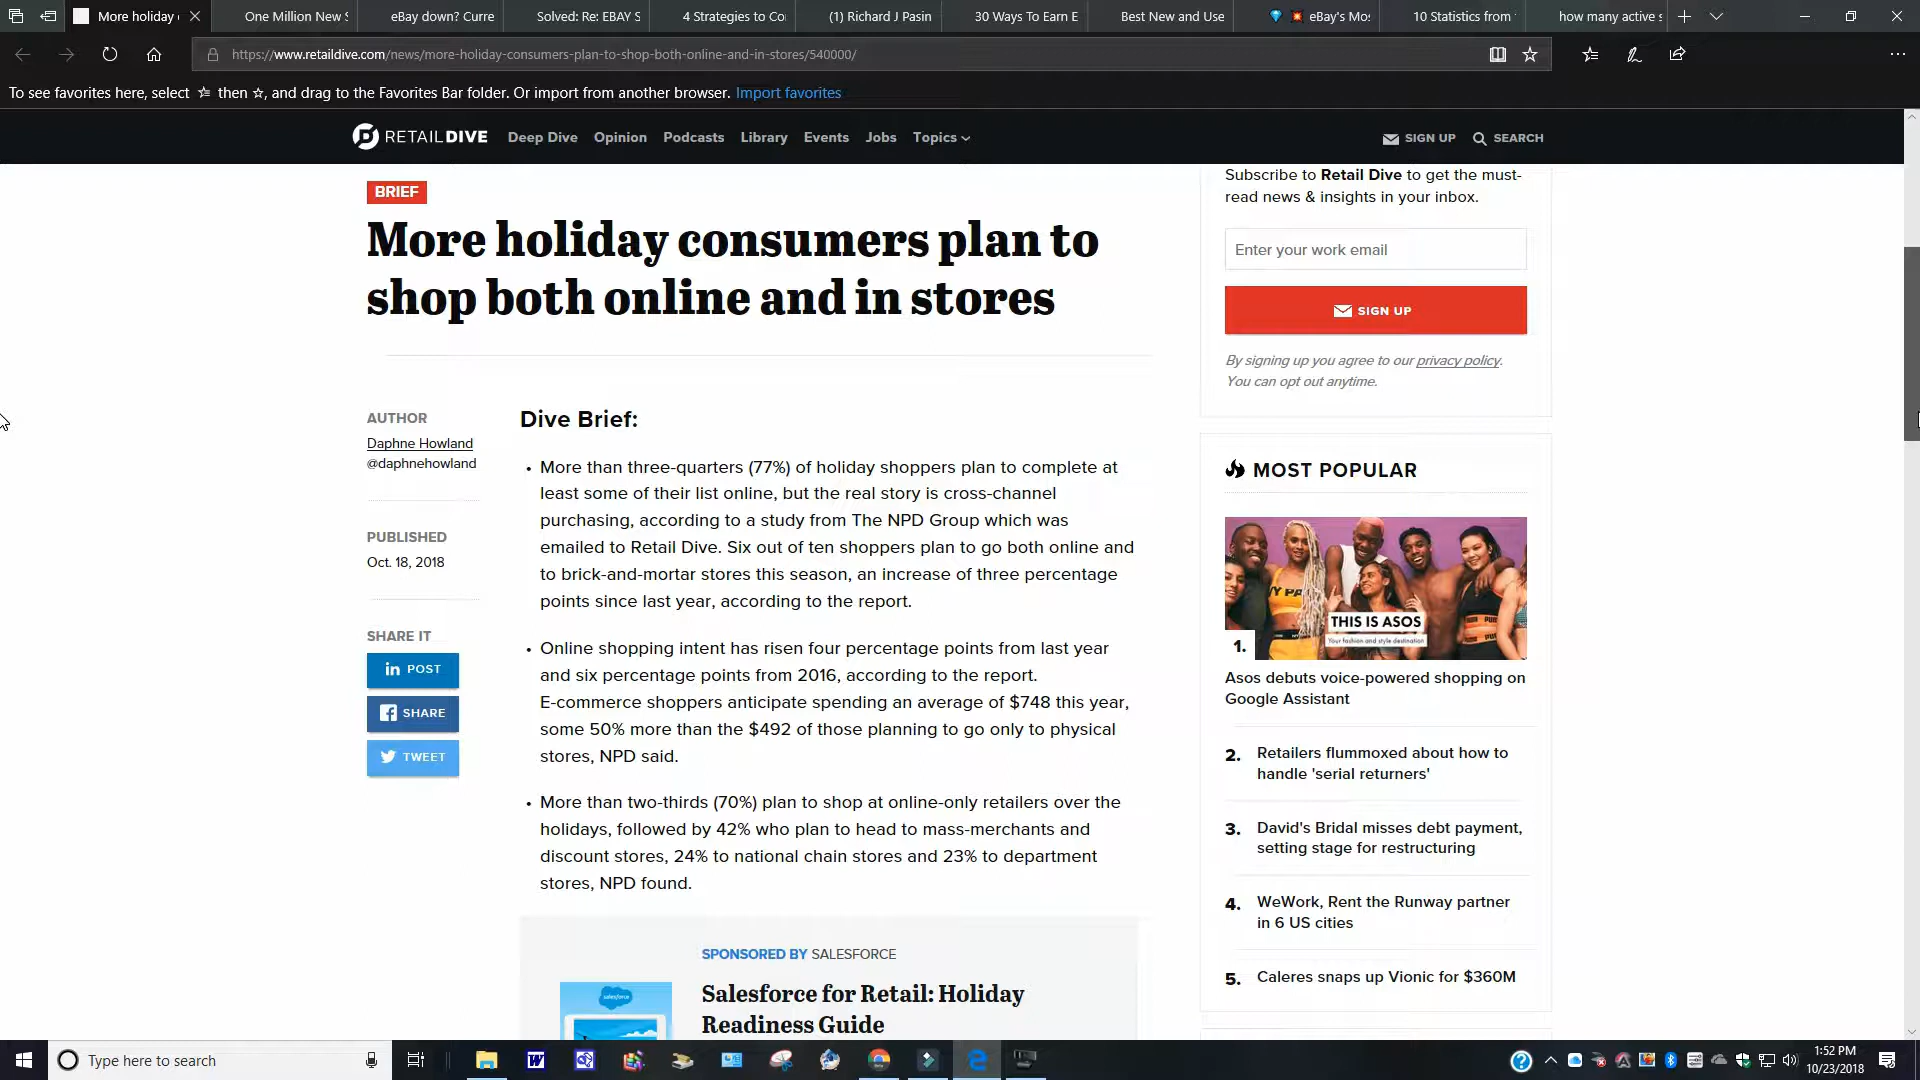 More holiday
One Million New S
eBay down? Curre
Solved: Re: EBAY S
4 Strategies to Co
(1) Richard J Pasin
30 Ways To Earn E
Best New and Use
eBay's Mos
10 Statistics from
how many active s
https://www.retaildive.com/news/more-holiday-consumers-plan-to-shop-both-online-and-in-stores/540000/
To see favorites here, select then ☆, and drag to the Favorites Bar folder. Or import from another browser. Import favorites
RETAILDIVE
Deep Dive Opinion Podcasts Library Events Jobs Topics
SIGN UP SEARCH
BRIEF
More holiday consumers plan to
shop both online and in stores
AUTHOR
Daphne Howland
@daphnehowland
PUBLISHED
Oct. 18, 2018
SHARE IT
in POST
f SHARE
TWEET
Dive Brief:
• More than three-quarters (77%) of holiday shoppers plan to complete at
least some of their list online, but the real story is cross-channel
purchasing, according to a study from The NPD Group which was
emailed to Retail Dive. Six out of ten shoppers plan to go both online and
to brick-and-mortar stores this season, an increase of three percentage
points since last year, according to the report.
• Online shopping intent has risen four percentage points from last year
and six percentage points from 2016, according to the report.
E-commerce shoppers anticipate spending an average of $748 this year,
some 50% more than the $492 of those planning to go only to physical
stores, NPD said.
• More than two-thirds (70%) plan to shop at online-only retailers over the
holidays, followed by 42% who plan to head to mass-merchants and
discount stores, 24% to national chain stores and 23% to department
stores, NPD found.
SPONSORED BY SALESFORCE
salesforce
Salesforce for Retail: Holiday
Readiness Guide
Subscribe to Retail Dive to get the must-
read news & insights in your inbox.
Enter your work email
SIGN UP
By signing up you agree to our privacy policy.
You can opt out anytime.
MOST POPULAR
THIS IS ASOS
Your fashion and style destination
1.
Asos debuts voice-powered shopping on
Google Assistant
2. Retailers flummoxed about how to
handle 'serial returners'
3. David's Bridal misses debt payment,
setting stage for restructuring
4. WeWork, Rent the Runway partner
in 6 US cities
5. Caleres snaps up Vionic for $360M
Type here to search
1:52 PM
10/23/2018